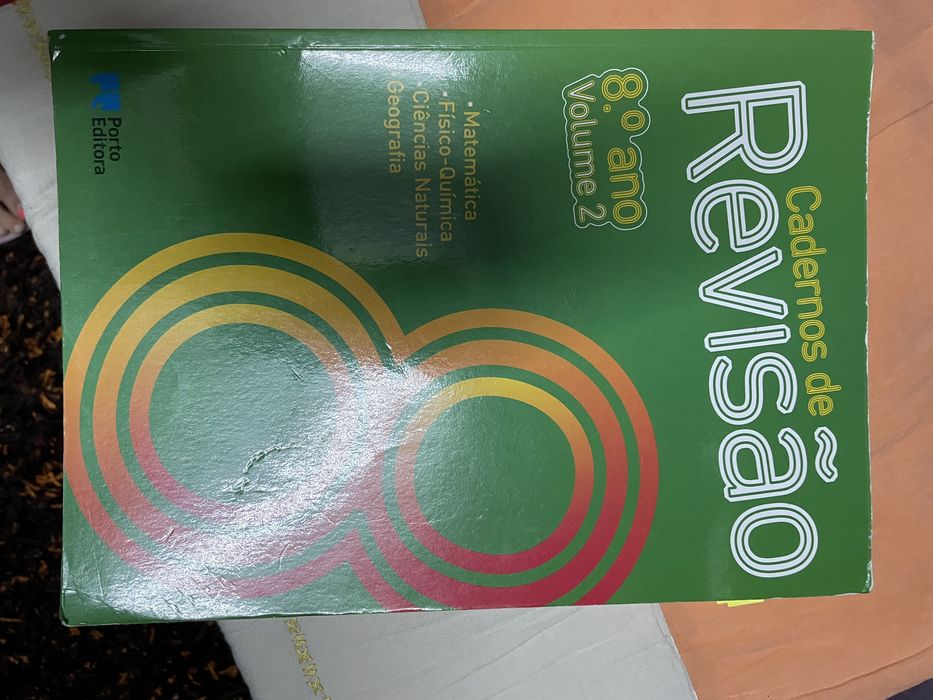 Cadernos de
Revisão
8.º ano
Volume 2
• Matemática
• Físico-Química
• Ciências Naturais
Geografia
Porto
Editora